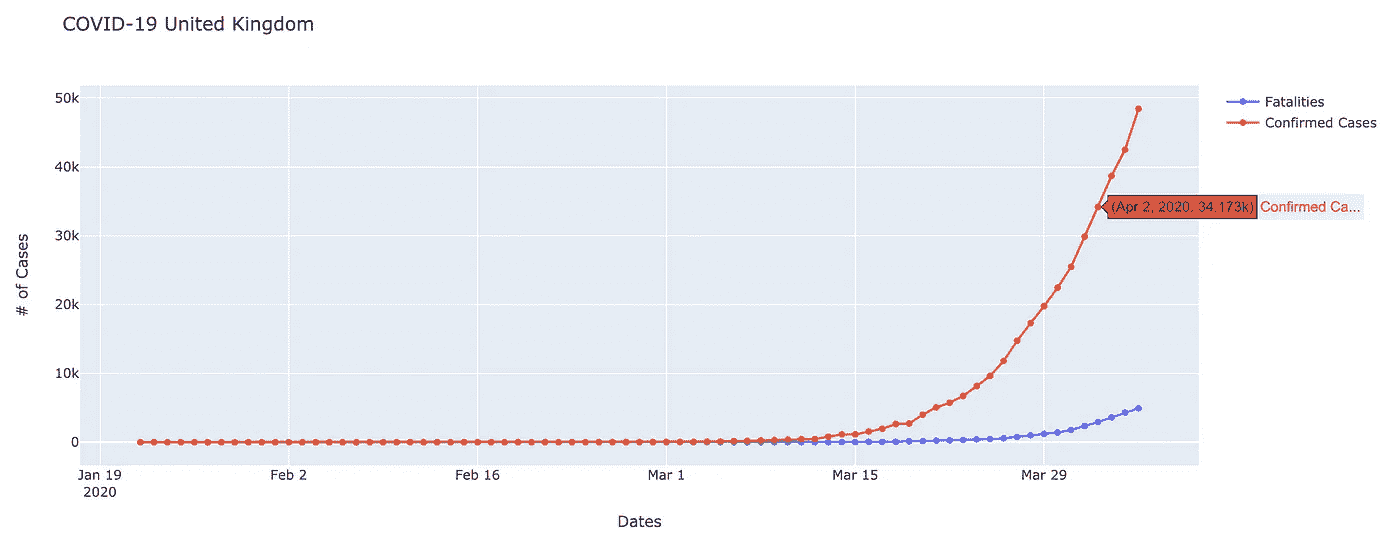 COVID-19 United Kingdom
50k
40k
30k
20k
10k
0
# of Cases
Jan 19
2020
Feb 2
Feb 16
Mar 1
Mar 15
Mar 29
Dates
Fatalities
Confirmed Cases
(Apr 2, 2020, 34.173k) Confirmed Ca...